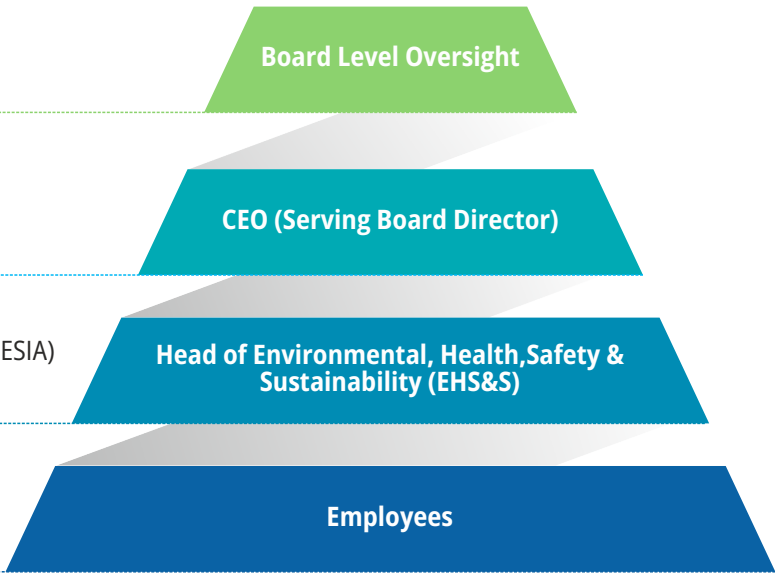 Board Level Oversight
CEO (Serving Board Director)
ESIA)
Head of Environmental, Health,Safety &
Sustainability (EHS&S)
Employees